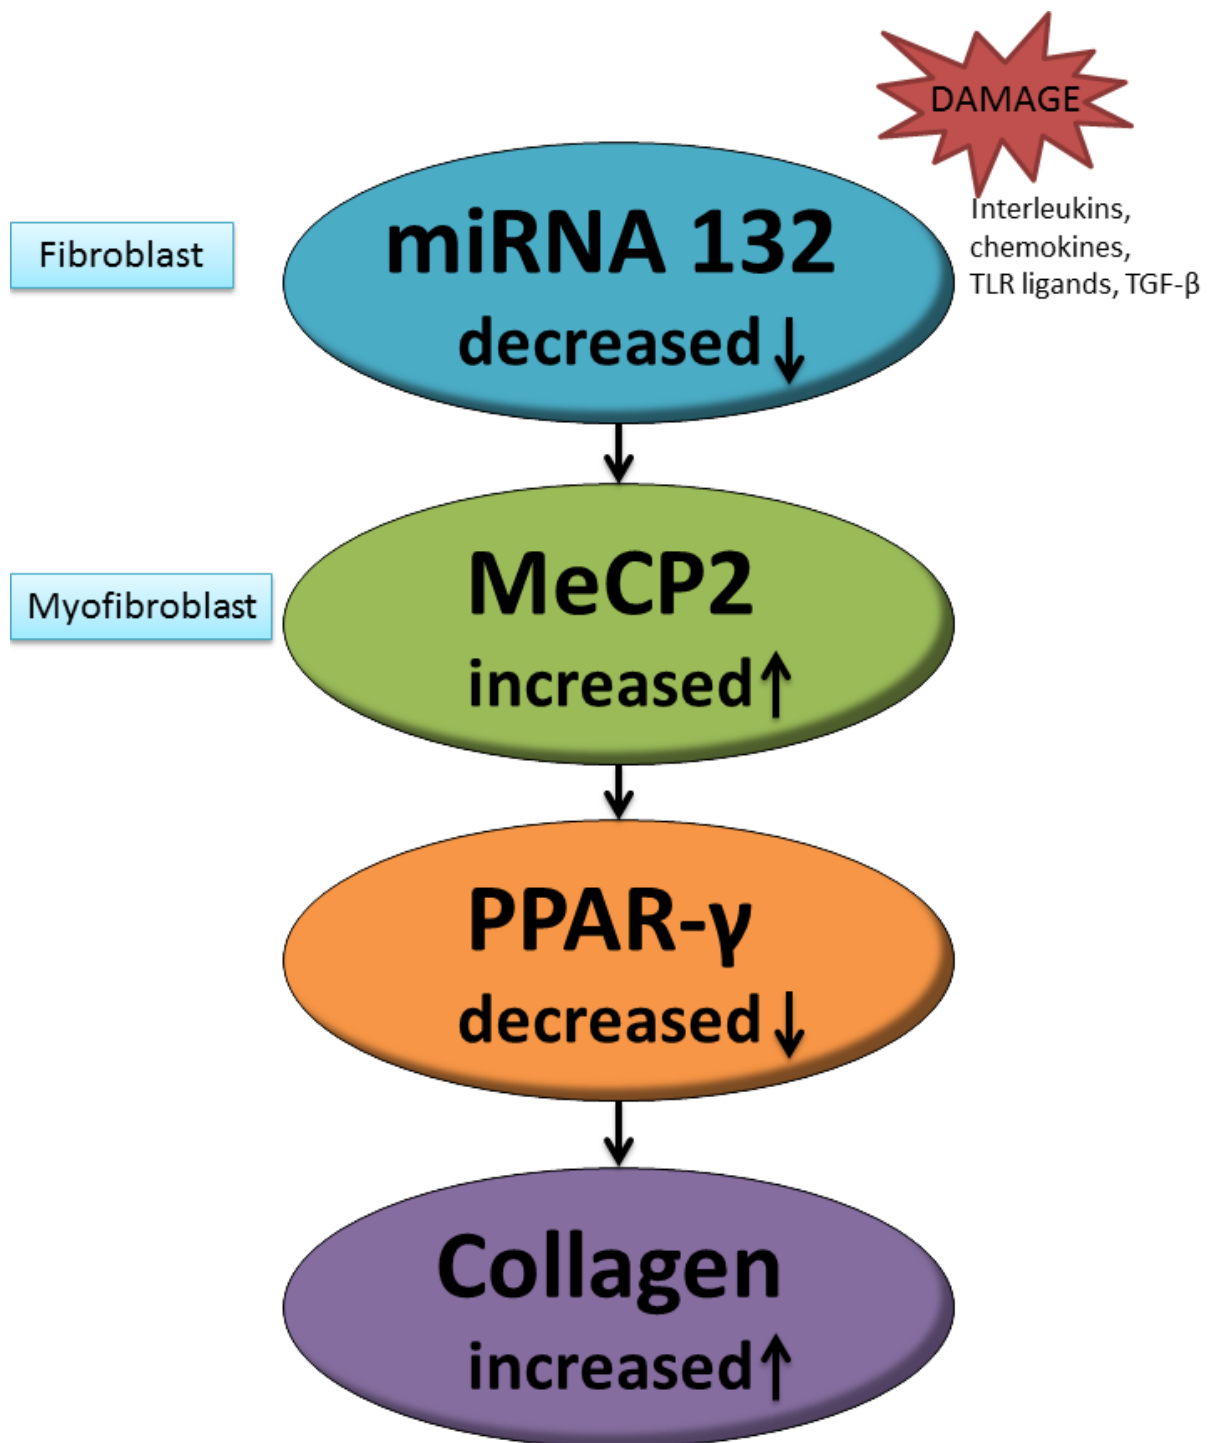 DAMAGE
Interleukins,
chemokines,
TLR ligands, TGF-β
Fibroblast
miRNA 132
decreased↓
Myofibroblast
MeCP2
increased↑
PPAR-γ
decreased↓
Collagen
increased↑